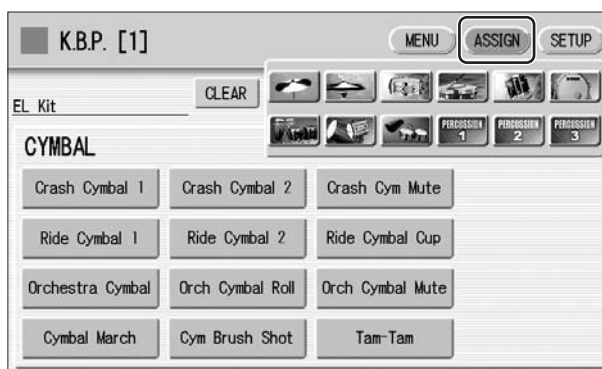 K.B.P. [1] MENU ASSIGN SETUP
CLEAR
EL Kit
PERCUSSION 1 PERCUSSION 2 PERCUSSION 3
CYMBAL
Crash Cymbal 1 Crash Cymbal 2 Crash Cym Mute
Ride Cymbal 1 Ride Cymbal 2 Ride Cymbal Cup
Orchestra Cymbal Orch Cymbal Roll Orch Cymbal Mute
Cymbal March Cym Brush Shot Tam-Tam